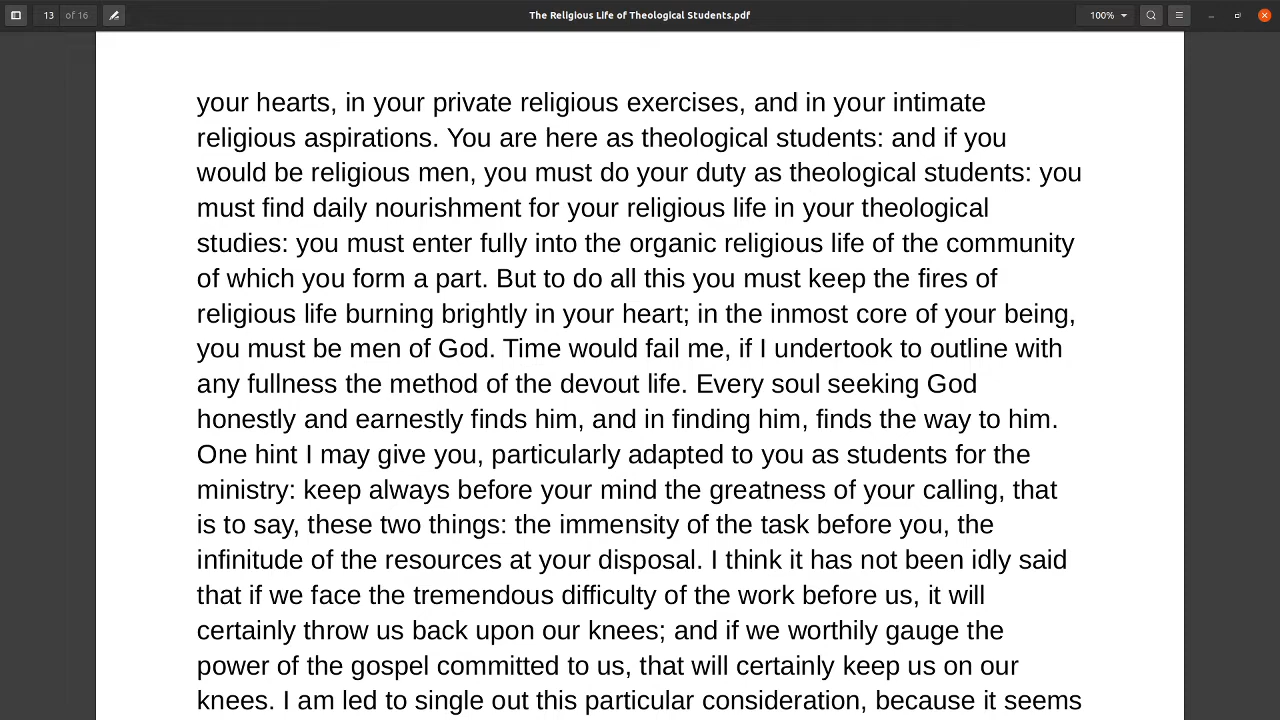 13 of 16
The Religious Life of Theological Students.pdf
100%
your hearts, in your private religious exercises, and in your intimate
religious aspirations. You are here as theological students: and if you
would be religious men, you must do your duty as theological students: you
must find daily nourishment for your religious life in your theological
studies: you must enter fully into the organic religious life of the community
of which you form a part. But to do all this you must keep the fires of
religious life burning brightly in your heart; in the inmost core of your being,
you must be men of God. Time would fail me, if I undertook to outline with
any fullness the method of the devout life. Every soul seeking God
honestly and earnestly finds him, and in finding him, finds the way to him.
One hint I may give you, particularly adapted to you as students for the
ministry: keep always before your mind the greatness of your calling, that
is to say, these two things: the immensity of the task before you, the
infinitude of the resources at your disposal. I think it has not been idly said
that if we face the tremendous difficulty of the work before us, it will
certainly throw us back upon our knees; and if we worthily gauge the
power of the gospel committed to us, that will certainly keep us on our
knees. I am led to single out this particular consideration, because it seems